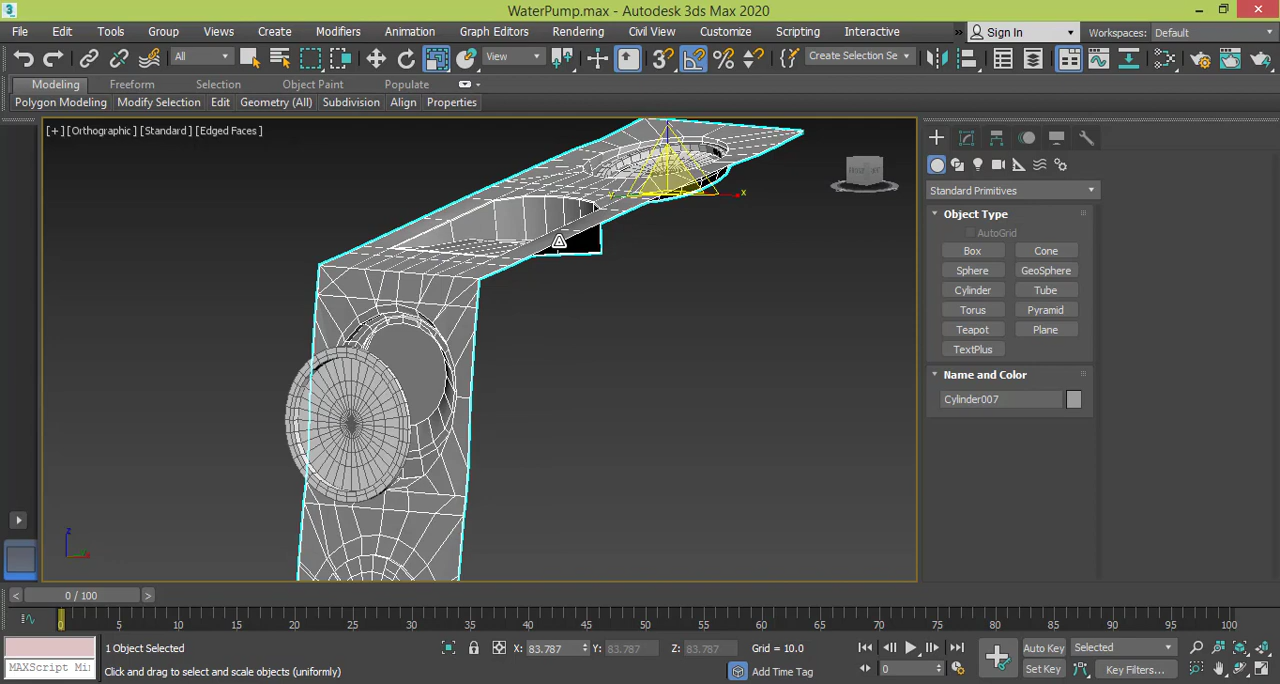 WaterPump.max - Autodesk 3ds Max 2020
File Edit Tools Group Views Create Modifiers Animation Graph Editors Rendering Civil View Customize Scripting Interactive » Sign In Workspaces: Default
All View Create Selection Se
Modeling Freeform Selection Object Paint Populate
Polygon Modeling Modify Selection Edit Geometry (All) Subdivision Align Properties
[+] [Orthographic ] [Standard ] [Edged Faces ]
Standard Primitives
Object Type
AutoGrid
Box Cone
Sphere GeoSphere
Cylinder Tube
Torus Pyramid
Teapot Plane
TextPlus
Name and Color
Cylinder007
x
y
z
< 0 / 100 >
0 5 10 15 20 25 30 35 40 45 50 55 60 65 70 75 80 85 90 95 100
1 Object Selected X: 83.787 Y: 83.787 Z: 83.787 Grid = 10.0 Auto Key Selected
MAXScript Mi Click and drag to select and scale objects (uniformly) Add Time Tag 0 Set Key Key Filters...